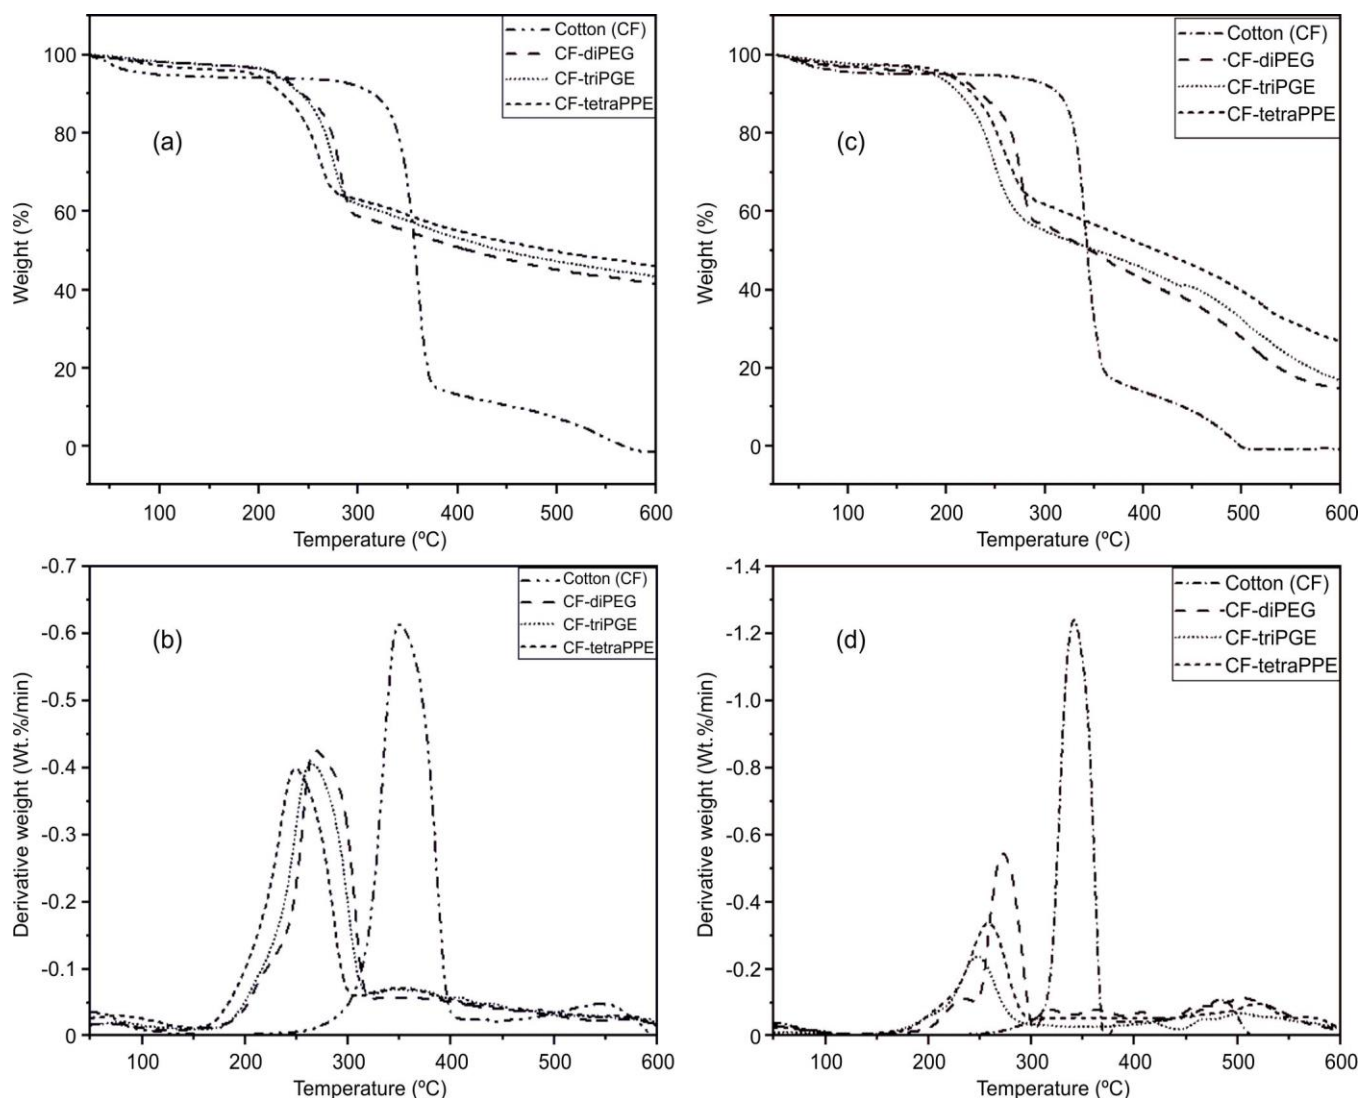 Cotton (CF)
CF-diPEG
CF-triPGE
CF-tetraPPE
(a)
Weight (%)
100
80
60
40
20
0
100 200 300 400 500 600
Temperature (ºC)
Cotton (CF)
CF-diPEG
CF-triPGE
CF-tetraPPE
(c)
Weight (%)
100
80
60
40
20
0
100 200 300 400 500 600
Temperature (ºC)
Cotton (CF)
CF-diPEG
CF-triPGE
CF-tetraPPE
(b)
Derivative weight (Wt.%/min)
-0.7
-0.6
-0.5
-0.4
-0.3
-0.2
-0.1
0
100 200 300 400 500 600
Temperature (ºC)
Cotton (CF)
CF-diPEG
CF-triPGE
CF-tetraPPE
(d)
Derivative weight (Wt.%/min)
-1.4
-1.2
-1.0
-0.8
-0.6
-0.4
-0.2
0
100 200 300 400 500 600
Temperature (ºC)